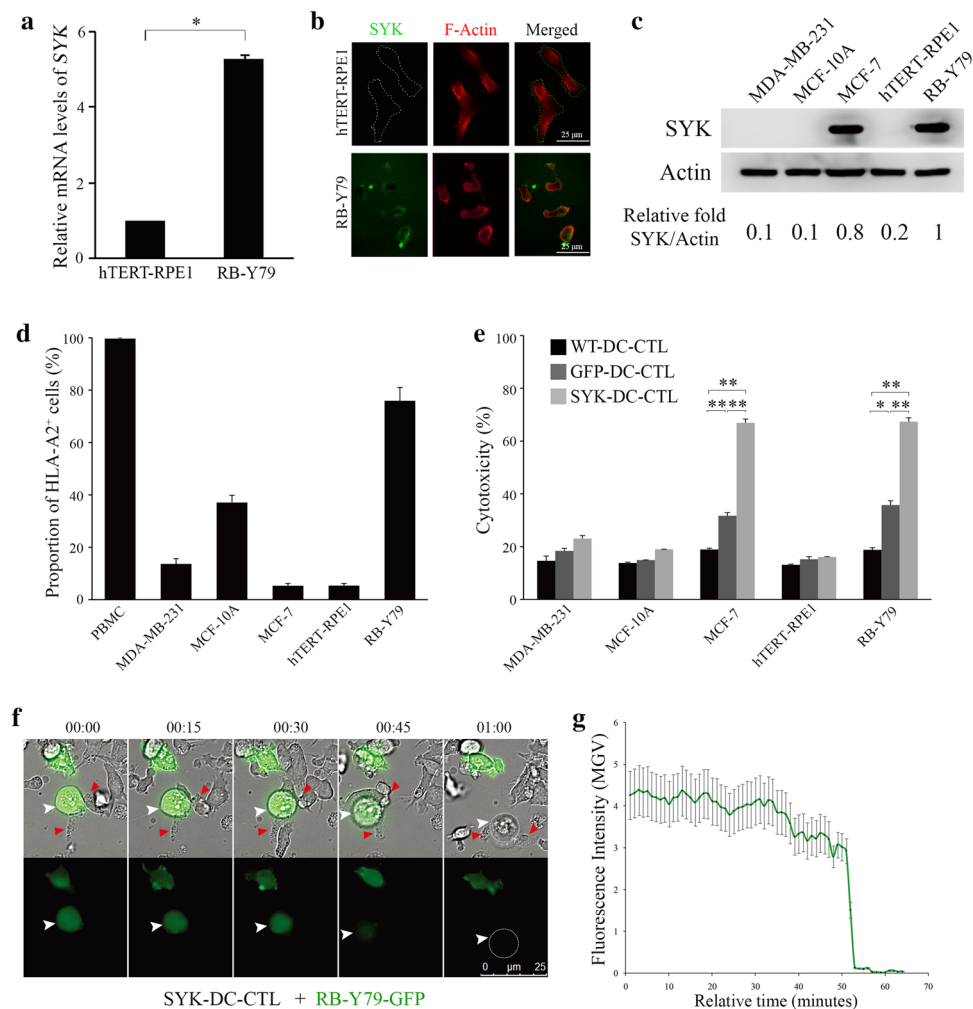 a
*
Relative mRNA levels of SYK
6
4
2
0
hTERT-RPE1
RB-Y79
b
SYK
F-Actin
Merged
hTERT-RPE1
25 µm
RB-Y79
25 µm
c
MDA-MB-231
MCF-10A
MCF-7
hTERT-RPE1
RB-Y79
SYK
Actin
Relative fold
SYK/Actin
0.1 0.1 0.8 0.2 1
d
Proportion of HLA-A2+ cells (%)
100
80
60
40
20
0
PBMC
MDA-MB-231
MCF-10A
MCF-7
hTERT-RPE1
RB-Y79
e
WT-DC-CTL
GFP-DC-CTL
SYK-DC-CTL
Cytotoxicity (%)
100
80
60
40
20
0
**
** **
**
* **
MDA-MB-231
MCF-10A
MCF-7
hTERT-RPE1
RB-Y79
f
00:00 00:15 00:30 00:45 01:00
0 µm 25
SYK-DC-CTL + RB-Y79-GFP
g
Fluorescence Intensity (MGV)
6
5
4
3
2
1
0
0 10 20 30 40 50 60 70
Relative time (minutes)